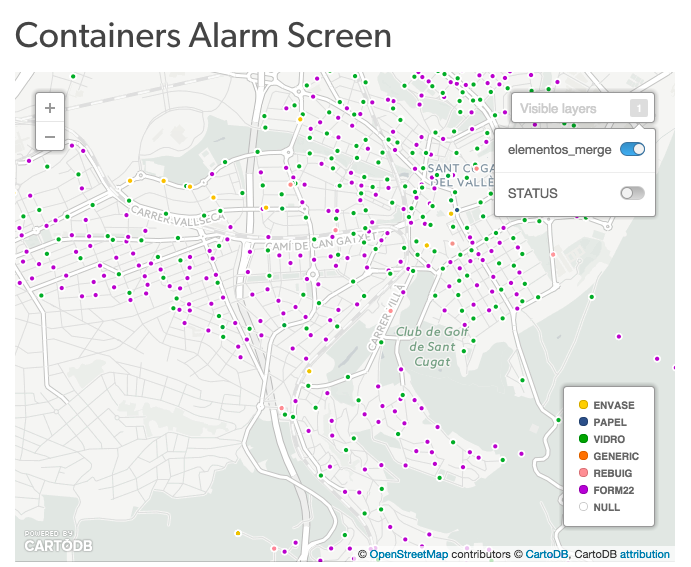 Containers Alarm Screen
+
−
Visible layers 1
elementos_merge
STATUS
SANT CUGAT
DEL VALLÈS
CARRER VALLSECA
CAMÍ DE CAN GATXET
CARRER VILLÀ
Club de Golf
de Sant
Cugat
ENVASE
PAPEL
VIDRO
GENERIC
REBUIG
FORM22
NULL
POWERED BY
CARTODB
© OpenStreetMap contributors © CartoDB, CartoDB attribution